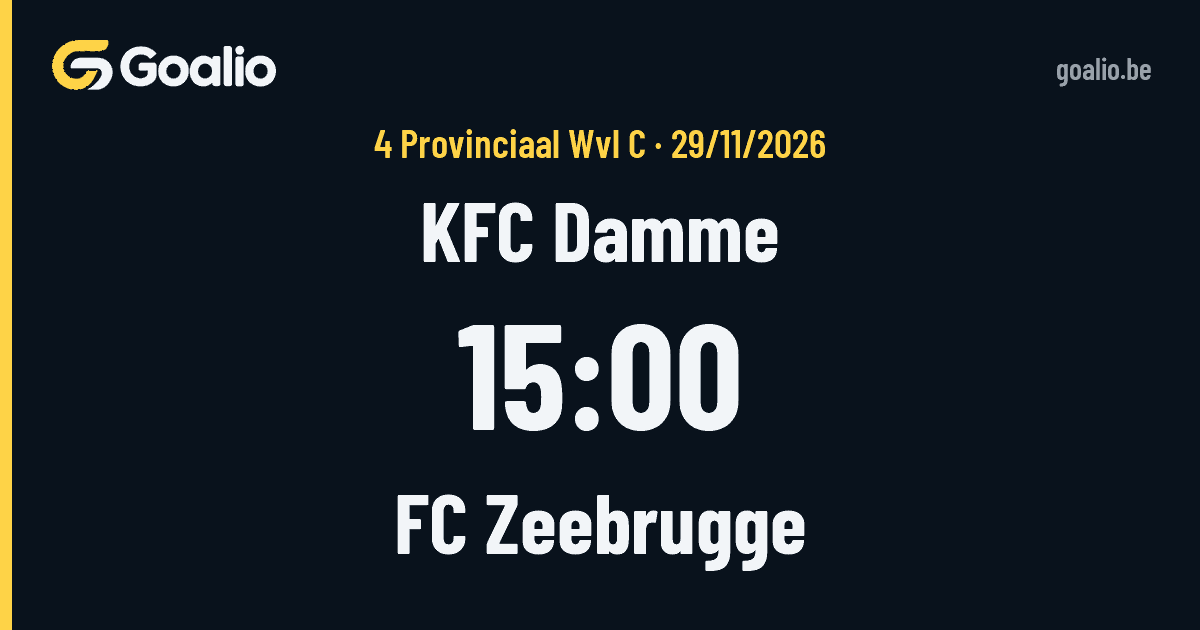 Goalio
goalio.be
4 Provinciaal Wvl C · 29/11/2026
KFC Damme
15:00
FC Zeebrugge